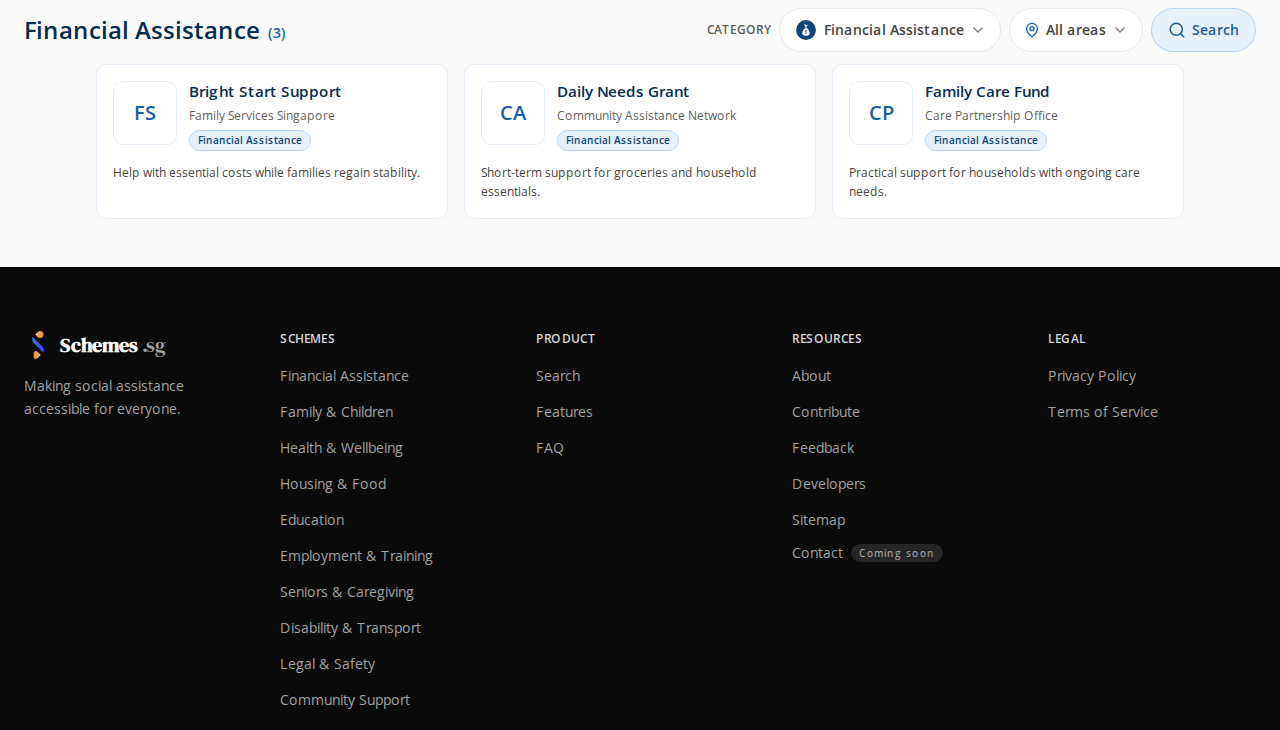 Financial Assistance (3)
CATEGORY
Financial Assistance
All areas
Search
FS
Bright Start Support
Family Services Singapore
Financial Assistance
Help with essential costs while families regain stability.
CA
Daily Needs Grant
Community Assistance Network
Financial Assistance
Short-term support for groceries and household
essentials.
CP
Family Care Fund
Care Partnership Office
Financial Assistance
Practical support for households with ongoing care
needs.
Schemes .sg
Making social assistance
accessible for everyone.
SCHEMES
Financial Assistance
Family & Children
Health & Wellbeing
Housing & Food
Education
Employment & Training
Seniors & Caregiving
Disability & Transport
Legal & Safety
Community Support
PRODUCT
Search
Features
FAQ
RESOURCES
About
Contribute
Feedback
Developers
Sitemap
Contact Coming soon
LEGAL
Privacy Policy
Terms of Service